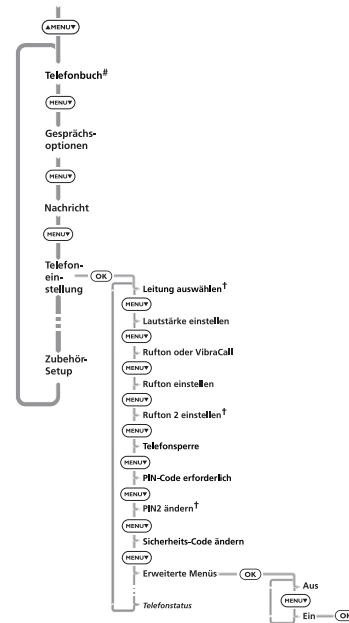 ▲MENU▼
Telefonbuch#
MENU▼
Gesprächs-
optionen
MENU▼
Nachricht
MENU▼
Telefon-
ein-
stellung
OK
Leitung auswählen†
MENU▼
Lautstärke einstellen
MENU▼
Rufton oder VibraCall
MENU▼
Rufton einstellen
MENU▼
Rufton 2 einstellen†
MENU▼
Telefonsperre
MENU▼
PIN-Code erforderlich
MENU▼
PIN2 ändern†
MENU▼
Sicherheits-Code ändern
MENU▼
Erweiterte Menüs
OK
Aus
MENU▼
Ein
OK
Telefonstatus
Zubehör-
Setup